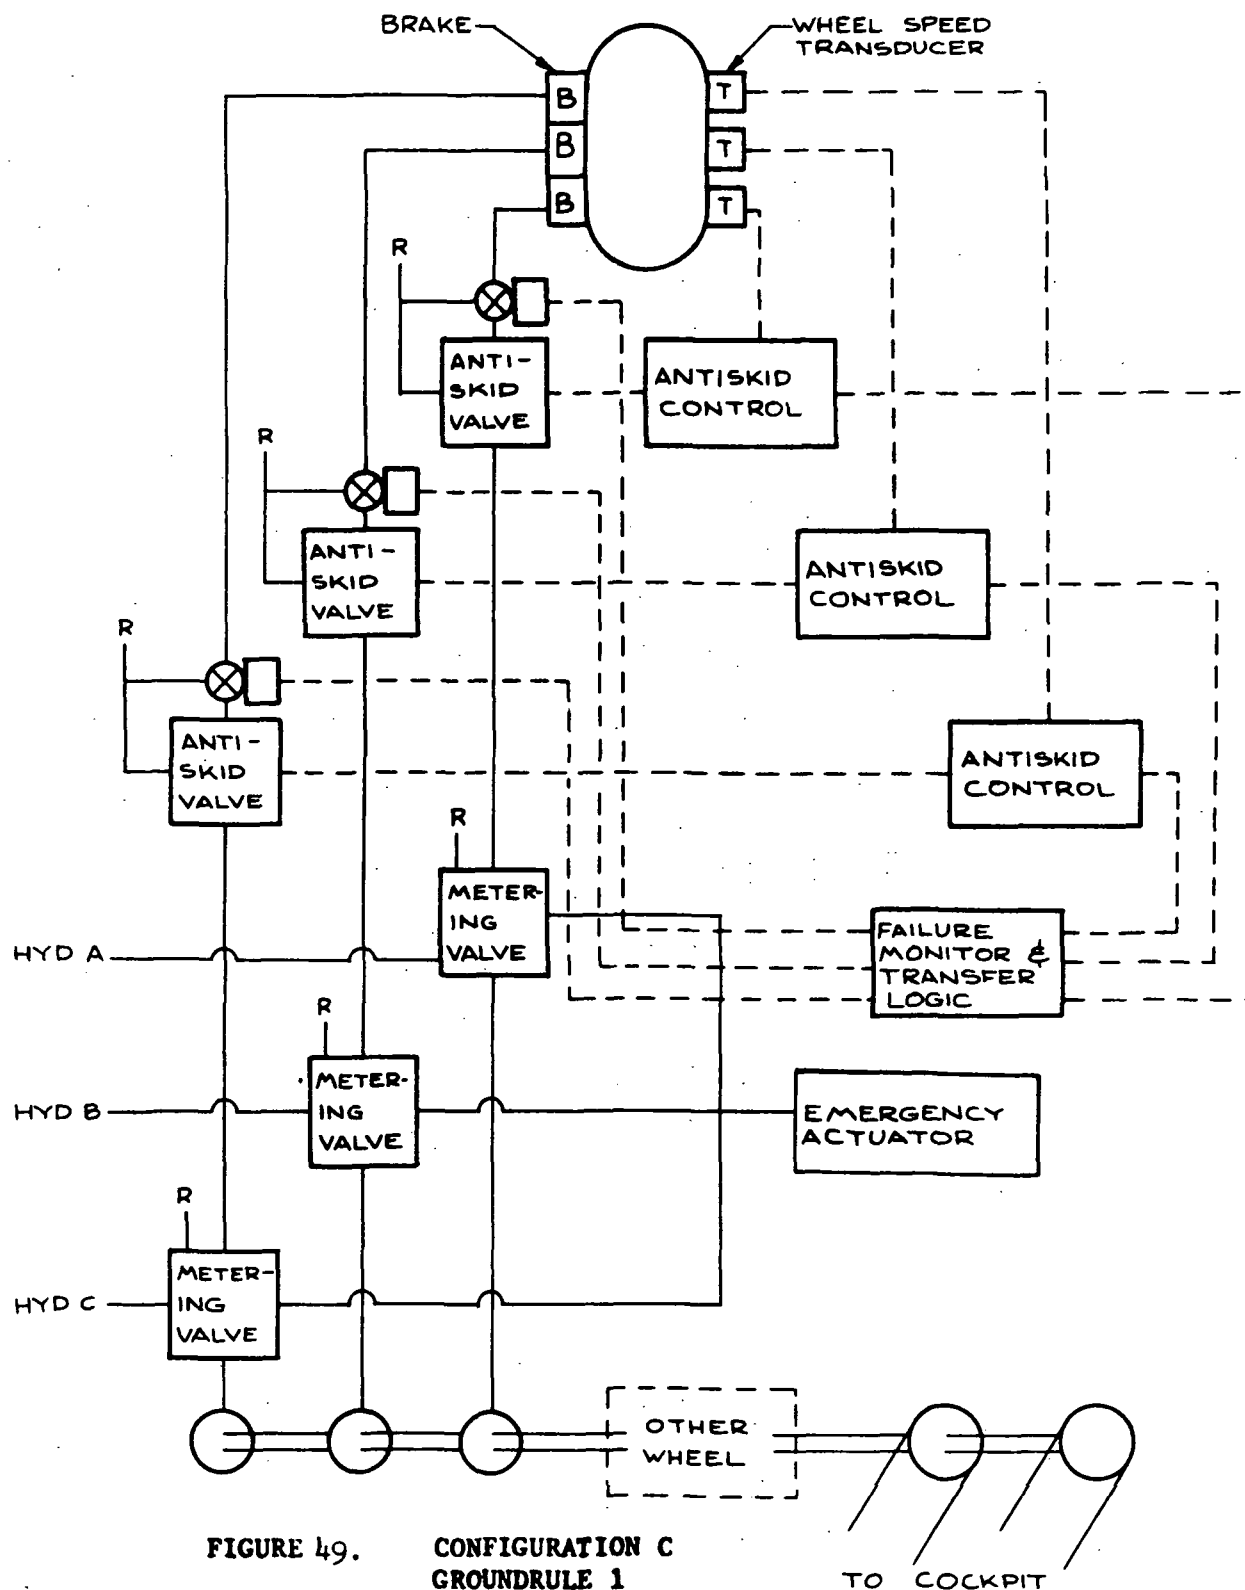 BRAKE
WHEEL SPEED
TRANSDUCER
B
T
B
T
B
T
R
ANTI-
SKID
VALVE
ANTISKID
CONTROL
R
ANTI-
SKID
VALVE
ANTISKID
CONTROL
R
ANTI-
SKID
VALVE
ANTISKID
CONTROL
R
METER-
ING
VALVE
HYD A
FAILURE
MONITOR &
TRANSFER
LOGIC
R
METER-
ING
VALVE
HYD B
EMERGENCY
ACTUATOR
R
METER-
ING
VALVE
HYD C
OTHER
WHEEL
TO COCKPIT
FIGURE 49. CONFIGURATION C
GROUNDRULE 1